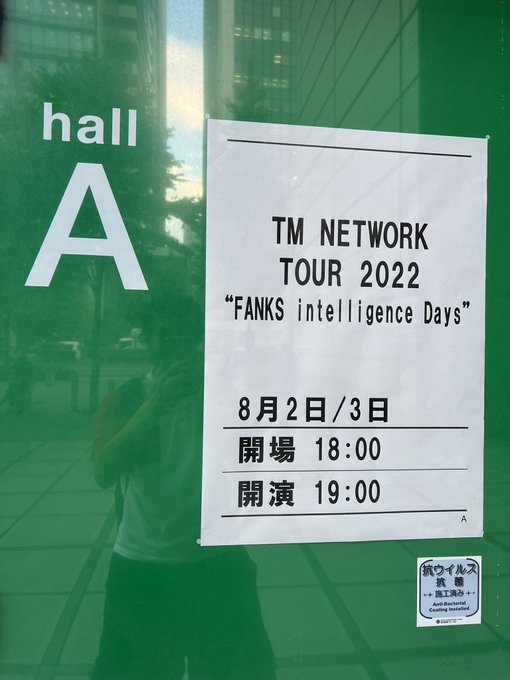 hall
A
TM NETWORK
TOUR 2022
“FANKS intelligence Days”
8月2日/3日
開場 18:00
開演 19:00
A
抗ウイルス
抗菌
施工済み
Anti-Bacterial
Coating installed